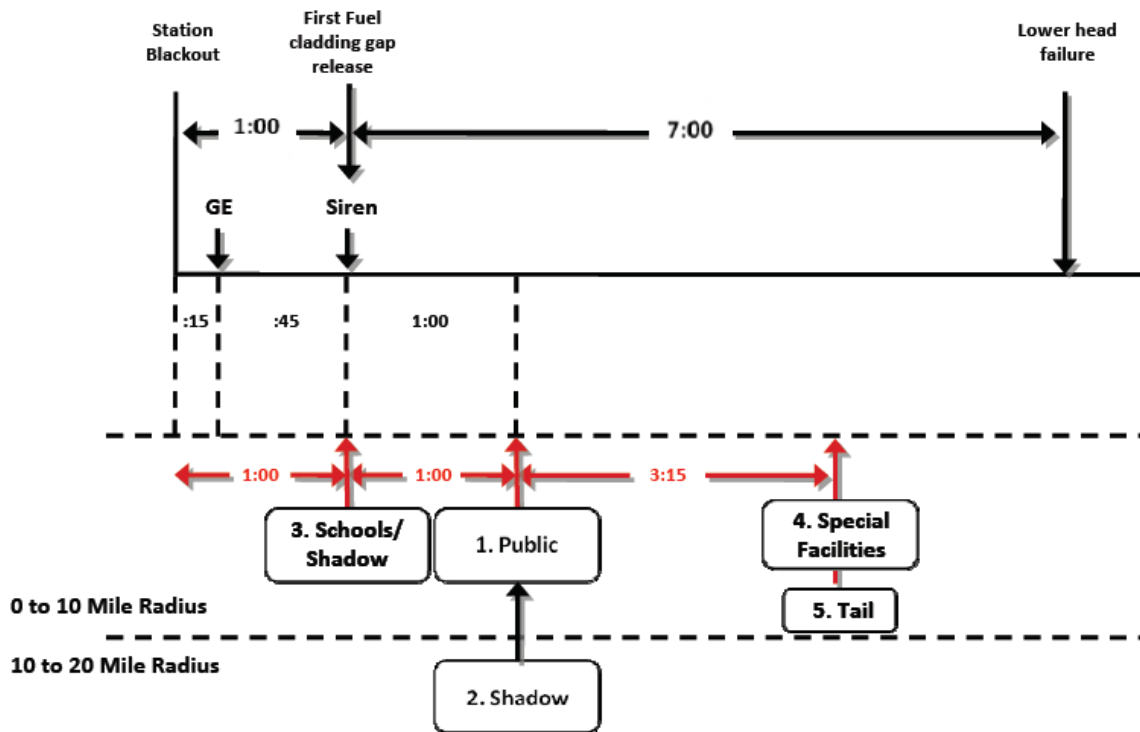 Station
Blackout
First Fuel
cladding gap
release
Lower head
failure
1:00
7:00
GE
Siren
:15
:45
1:00
1:00
1:00
3:15
3. Schools/
Shadow
1. Public
4. Special
Facilities
5. Tail
0 to 10 Mile Radius
10 to 20 Mile Radius
2. Shadow